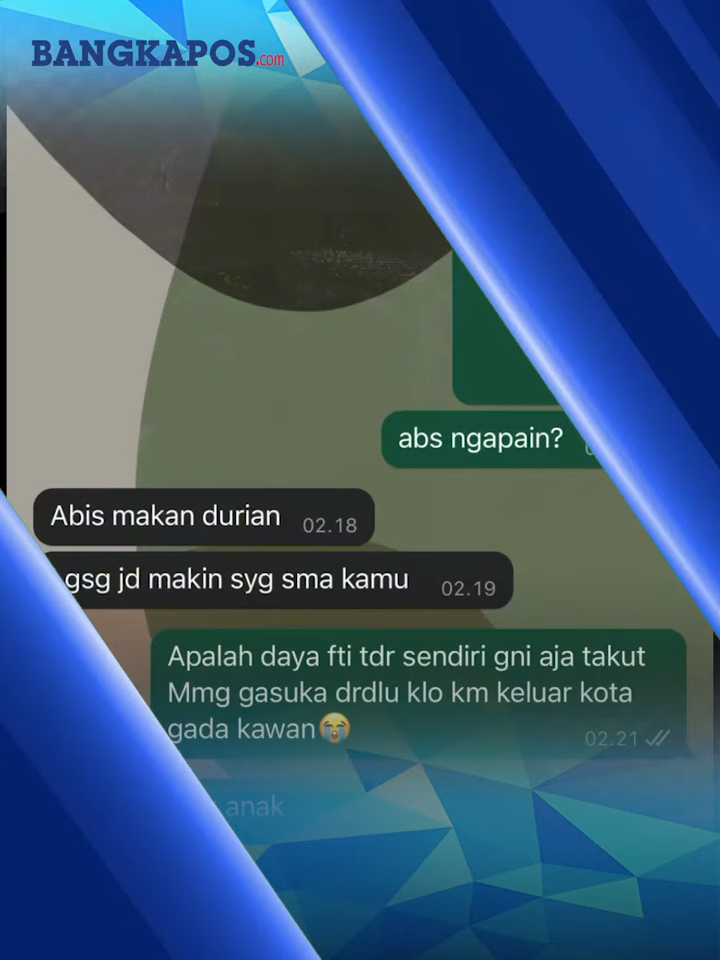 BANGKAPOS.com
abs ngapain?
Abis makan durian 02.18
gsg jd makin syg sma kamu 02.19
Apalah daya fti tdr sendiri gni aja takut
Mmg gasuka drdlu klo km keluar kota
gada kawan😭 02.21
anak